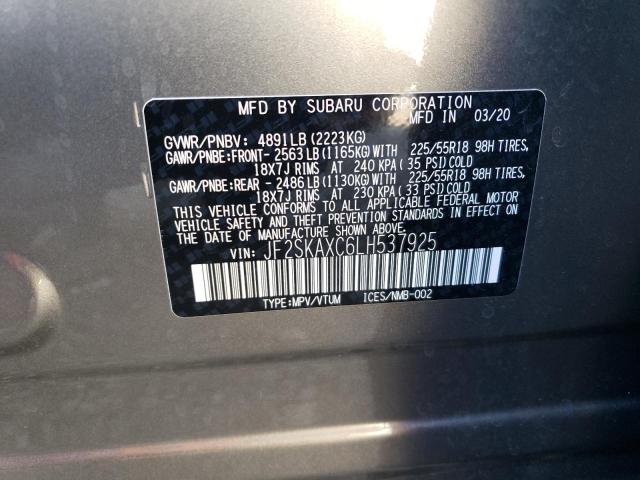 MFD BY SUBARU CORPORATION
MFD IN 03/20
GVWR/PNBV: 4891LB(2223KG)
GAWR/PNBE:FRONT- 2563LB(1165KG)WITH 225/55R18 98H TIRES,
18X7J RIMS AT 240 KPA(35 PSI)COLD
GAWR/PNBE:REAR - 2486LB(1130KG)WITH 225/55R18 98H TIRES,
18X7J RIMS AT 230 KPA(33 PSI)COLD
THIS VEHICLE CONFORMS TO ALL APPLICABLE FEDERAL MOTOR
VEHICLE SAFETY AND THEFT PREVENTION STANDARDS IN EFFECT ON
THE DATE OF MANUFACTURE SHOWN ABOVE.
VIN: JF2SKAXC6LH537925
TYPE:MPV/VTUM ICES/NMB-002